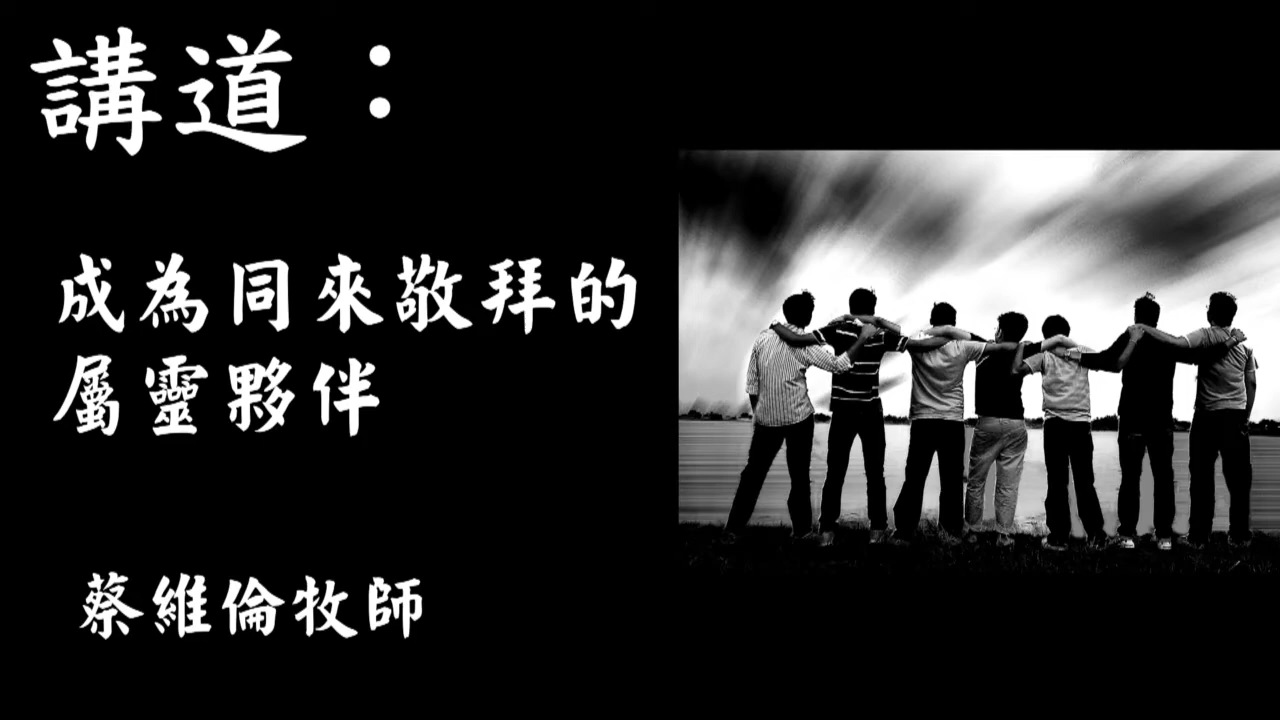 講道：
成為同來敬拜的
屬靈夥伴
蔡維倫牧師